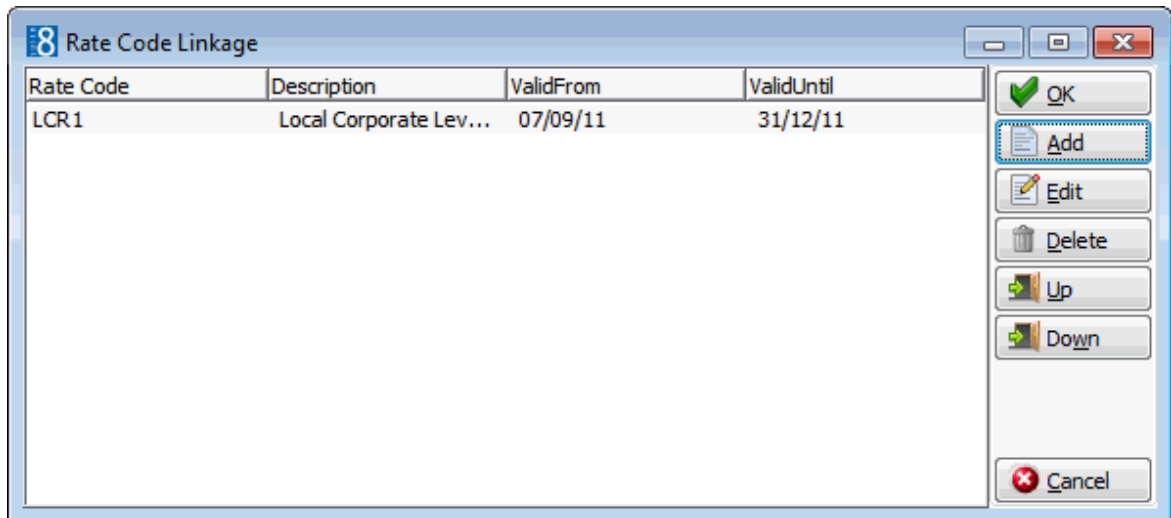 8 Rate Code Linkage
Rate Code Description ValidFrom ValidUntil
LCR1 Local Corporate Lev... 07/09/11 31/12/11
OK
Add
Edit
Delete
Up
Down
Cancel